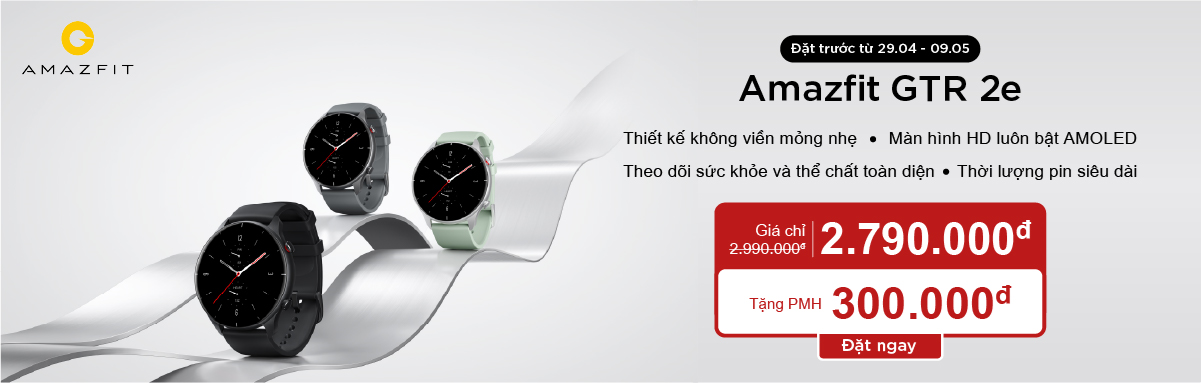 AMAZFIT
Đặt trước từ 29.04 - 09.05
Amazfit GTR 2e
Thiết kế không viền mỏng nhẹ • Màn hình HD luôn bật AMOLED
Theo dõi sức khỏe và thể chất toàn diện • Thời lượng pin siêu dài
Giá chỉ 2.790.000đ
2.990.000đ
Tặng PMH 300.000đ
Đặt ngay